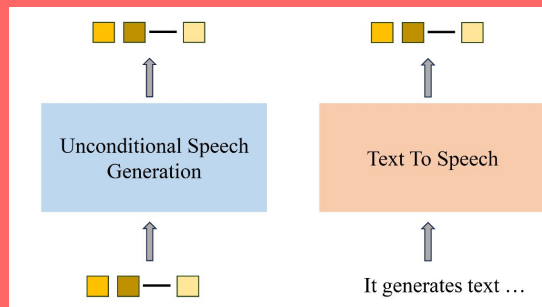 Unconditional Speech
Generation
Text To Speech
It generates text …